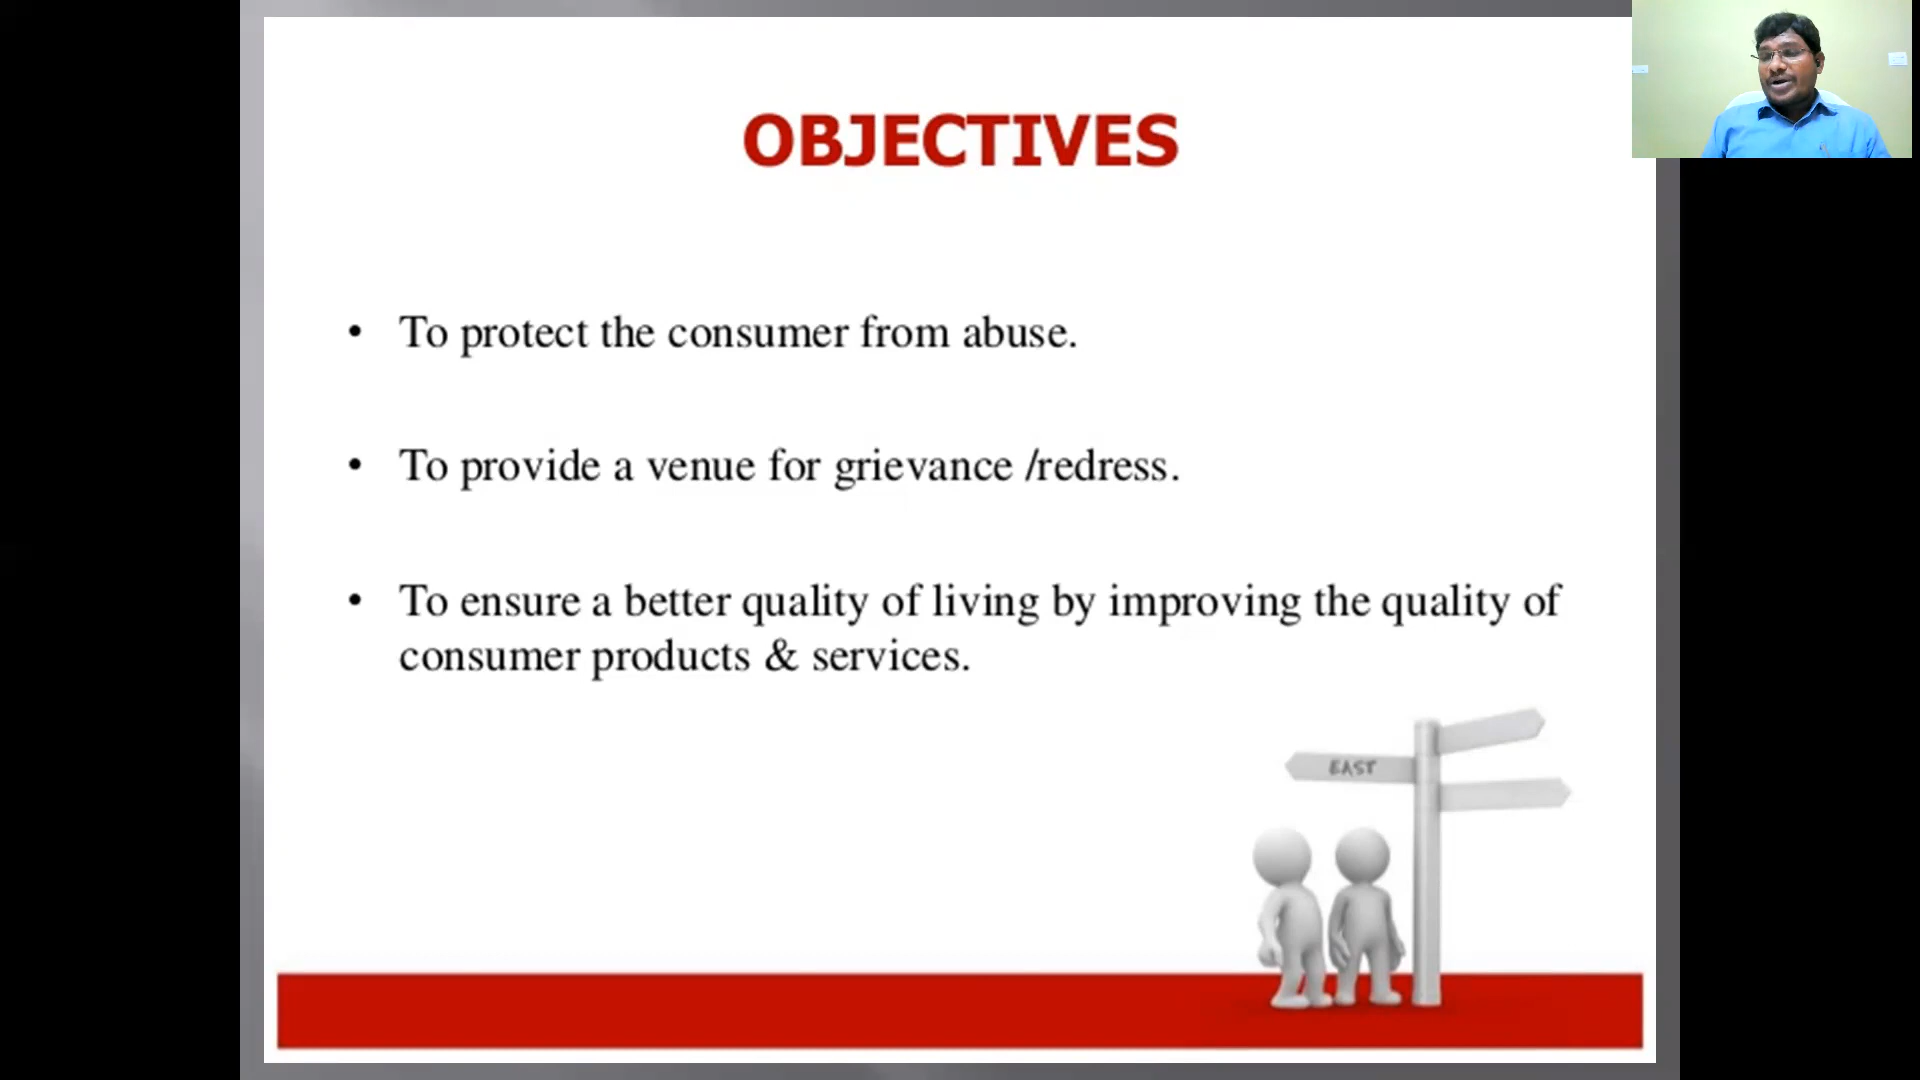 OBJECTIVES
• To protect the consumer from abuse.
• To provide a venue for grievance /redress.
• To ensure a better quality of living by improving the quality of
consumer products & services.
EAST